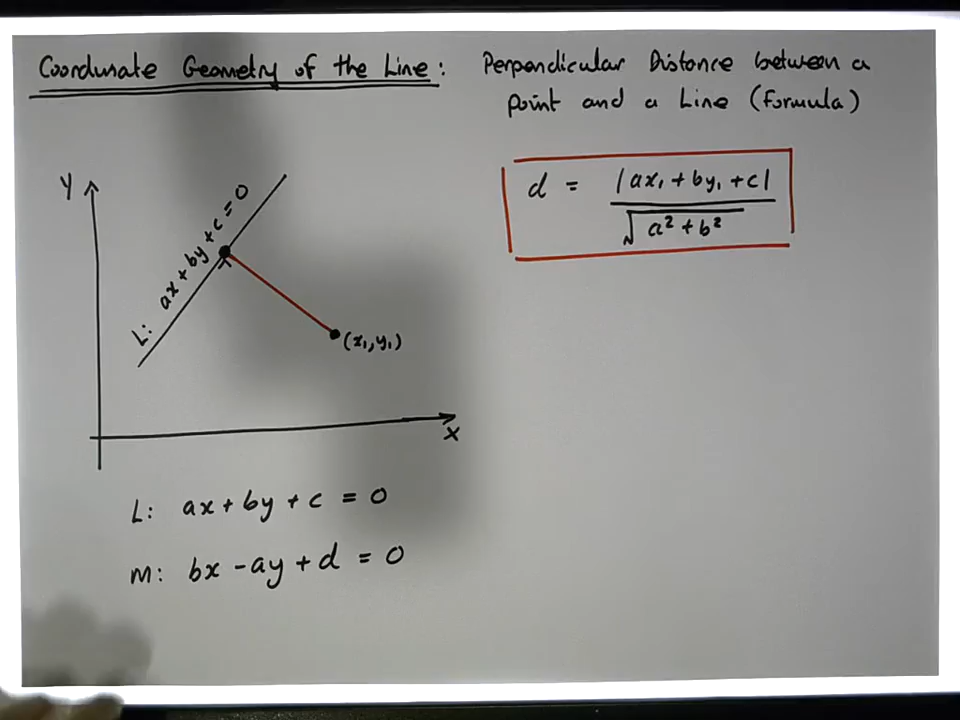 Coordinate Geometry of the Line: Perpendicular Distance between a
point and a Line (formula)
d = |ax₁ + by₁ + c| / √(a² + b²)
Y
L: ax + by + c = 0
(x₁, y₁)
X
L: ax + by + c = 0
M: bx - ay + d = 0